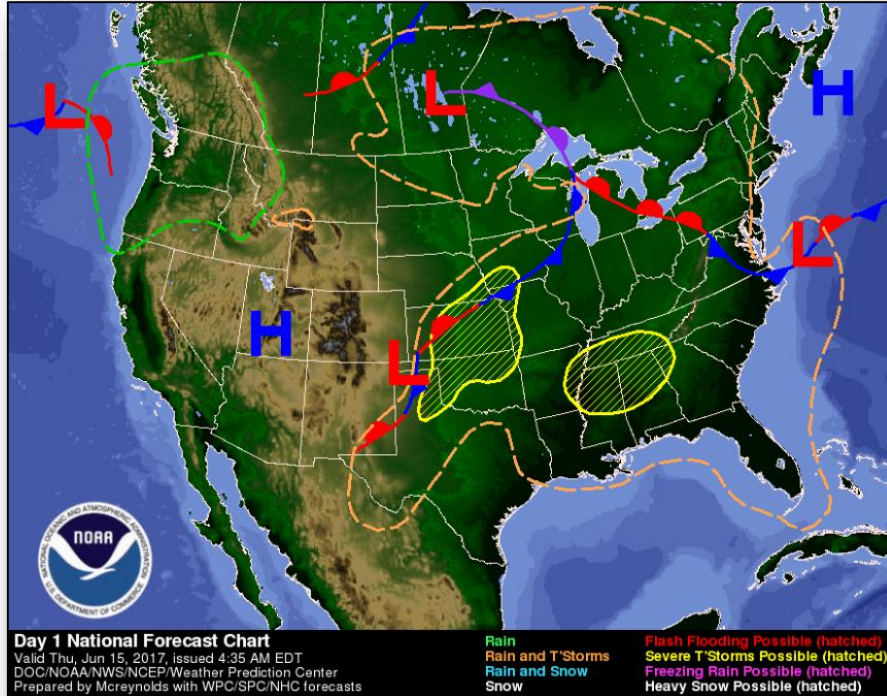 L
L
H
L
H
L
NATIONAL OCEANIC AND ATMOSPHERIC ADMINISTRATION
NOAA
U.S. DEPARTMENT OF COMMERCE
Day 1 National Forecast Chart
Valid Thu, Jun 15, 2017, issued 4:35 AM EDT
DOC/NOAA/NWS/NCEP/Weather Prediction Center
Prepared by Mcreynolds with WPC/SPC/NHC forecasts
Rain
Rain and T'Storms
Rain and Snow
Snow
Flash Flooding Possible (hatched)
Severe T'Storms Possible (hatched)
Freezing Rain Possible (hatched)
Heavy Snow Possible (hatched)